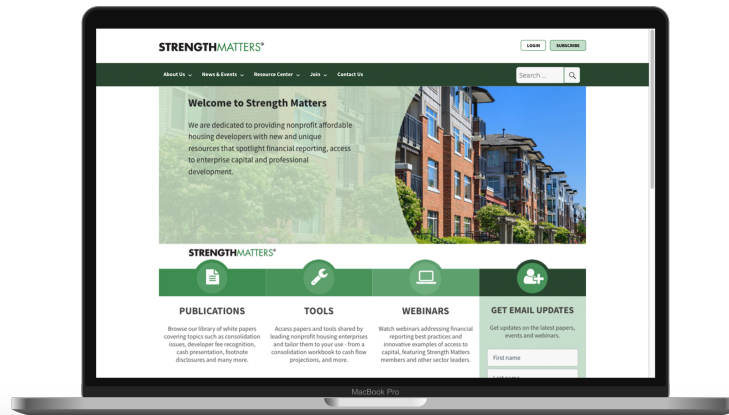 STRENGTHMATTERS®
LOGIN
SUBSCRIBE
About Us
News & Events
Resource Center
Join
Contact Us
Search ...
Welcome to Strength Matters
We are dedicated to providing nonprofit affordable
housing developers with new and unique
resources that spotlight financial reporting, access
to enterprise capital and professional
development.
STRENGTHMATTERS®
PUBLICATIONS
Browse our library of white papers
covering topics such as consolidation
issues, developer fee recognition,
cash presentation, footnote
disclosures and many more.
TOOLS
Access papers and tools shared by
leading nonprofit housing enterprises
and tailor them to your use - from a
consolidation workbook to cash flow
projections, and more.
WEBINARS
Watch webinars addressing financial
reporting best practices and
innovative examples of access to
capital, featuring Strength Matters
members and other sector leaders.
GET EMAIL UPDATES
Get updates on the latest papers,
events and webinars.
First name
MacBook Pro